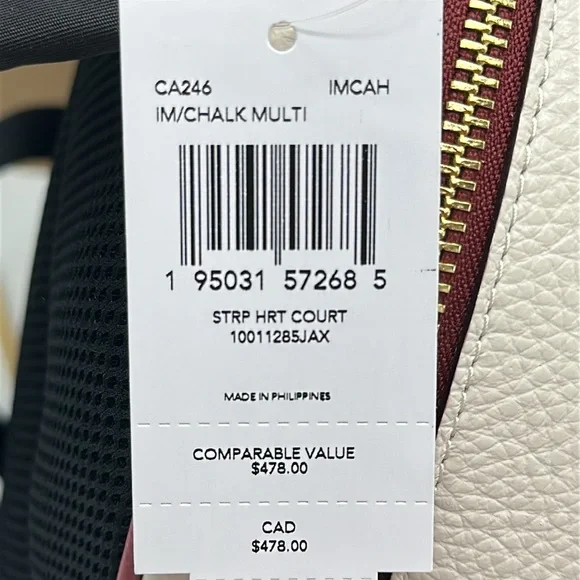 CA246 IMCAH
IM/CHALK MULTI
1 95031 57268 5
STRP HRT COURT
10011285JAX
MADE IN PHILIPPINES
COMPARABLE VALUE
$478.00
CAD
$478.00